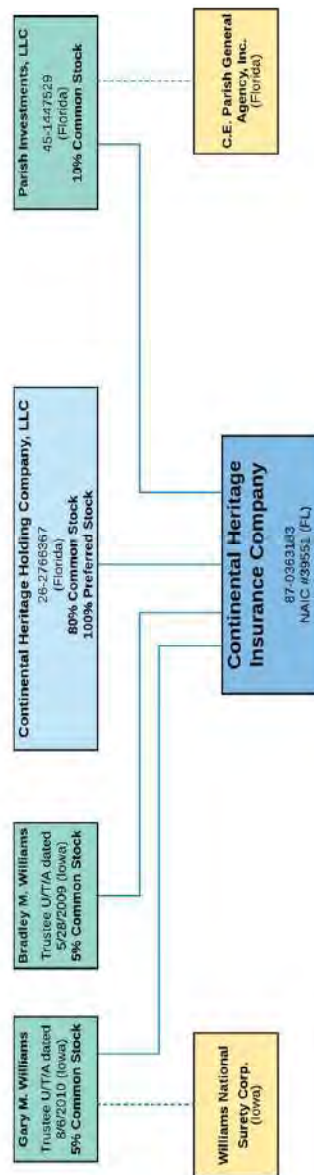 Gary M. Williams
Trustee U/T/A dated
8/6/2010 (Iowa)
5% Common Stock
Bradley M. Williams
Trustee U/T/A dated
5/28/2009 (Iowa)
5% Common Stock
Continental Heritage Holding Company, LLC
26-2766367
(Florida)
80% Common Stock
100% Preferred Stock
Parish Investments, LLC
45-1447529
(Florida)
10% Common Stock
Williams National
Surety Corp.
(Iowa)
Continental Heritage
Insurance Company
87-0363183
NAIC #39551 (FL)
C.E. Parish General
Agency, Inc.
(Florida)